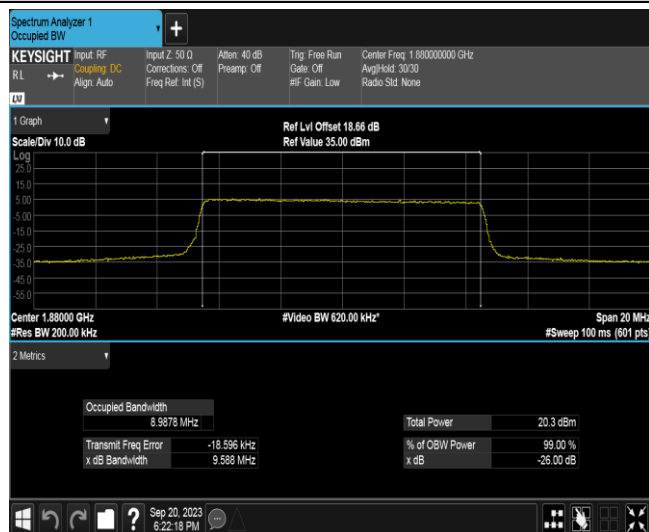 Spectrum Analyzer 1
Occupied BW
+
KEYSIGHT
RL
LXI
Input: RF
Coupling: DC
Align: Auto
Input Z: 50 Ω
Corrections: Off
Freq Ref: Int (S)
Atten: 40 dB
Preamp: Off
Trig: Free Run
Gate: Off
#IF Gain: Low
Center Freq: 1.880000000 GHz
Avg|Hold: 30/30
Radio Std: None
1 Graph
Scale/Div 10.0 dB
Ref Lvl Offset 18.66 dB
Ref Value 35.00 dBm
Log
25.0
15.0
5.00
-5.00
-15.0
-25.0
-35.0
-45.0
-55.0
Center 1.88000 GHz
#Video BW 620.00 kHz*
Span 20 MHz
#Res BW 200.00 kHz
#Sweep 100 ms (601 pts)
2 Metrics
Occupied Bandwidth
8.9878 MHz
Total Power 20.3 dBm
Transmit Freq Error -18.596 kHz
% of OBW Power 99.00 %
x dB Bandwidth 9.588 MHz
x dB -26.00 dB
?
Sep 20, 2023
6:22:18 PM